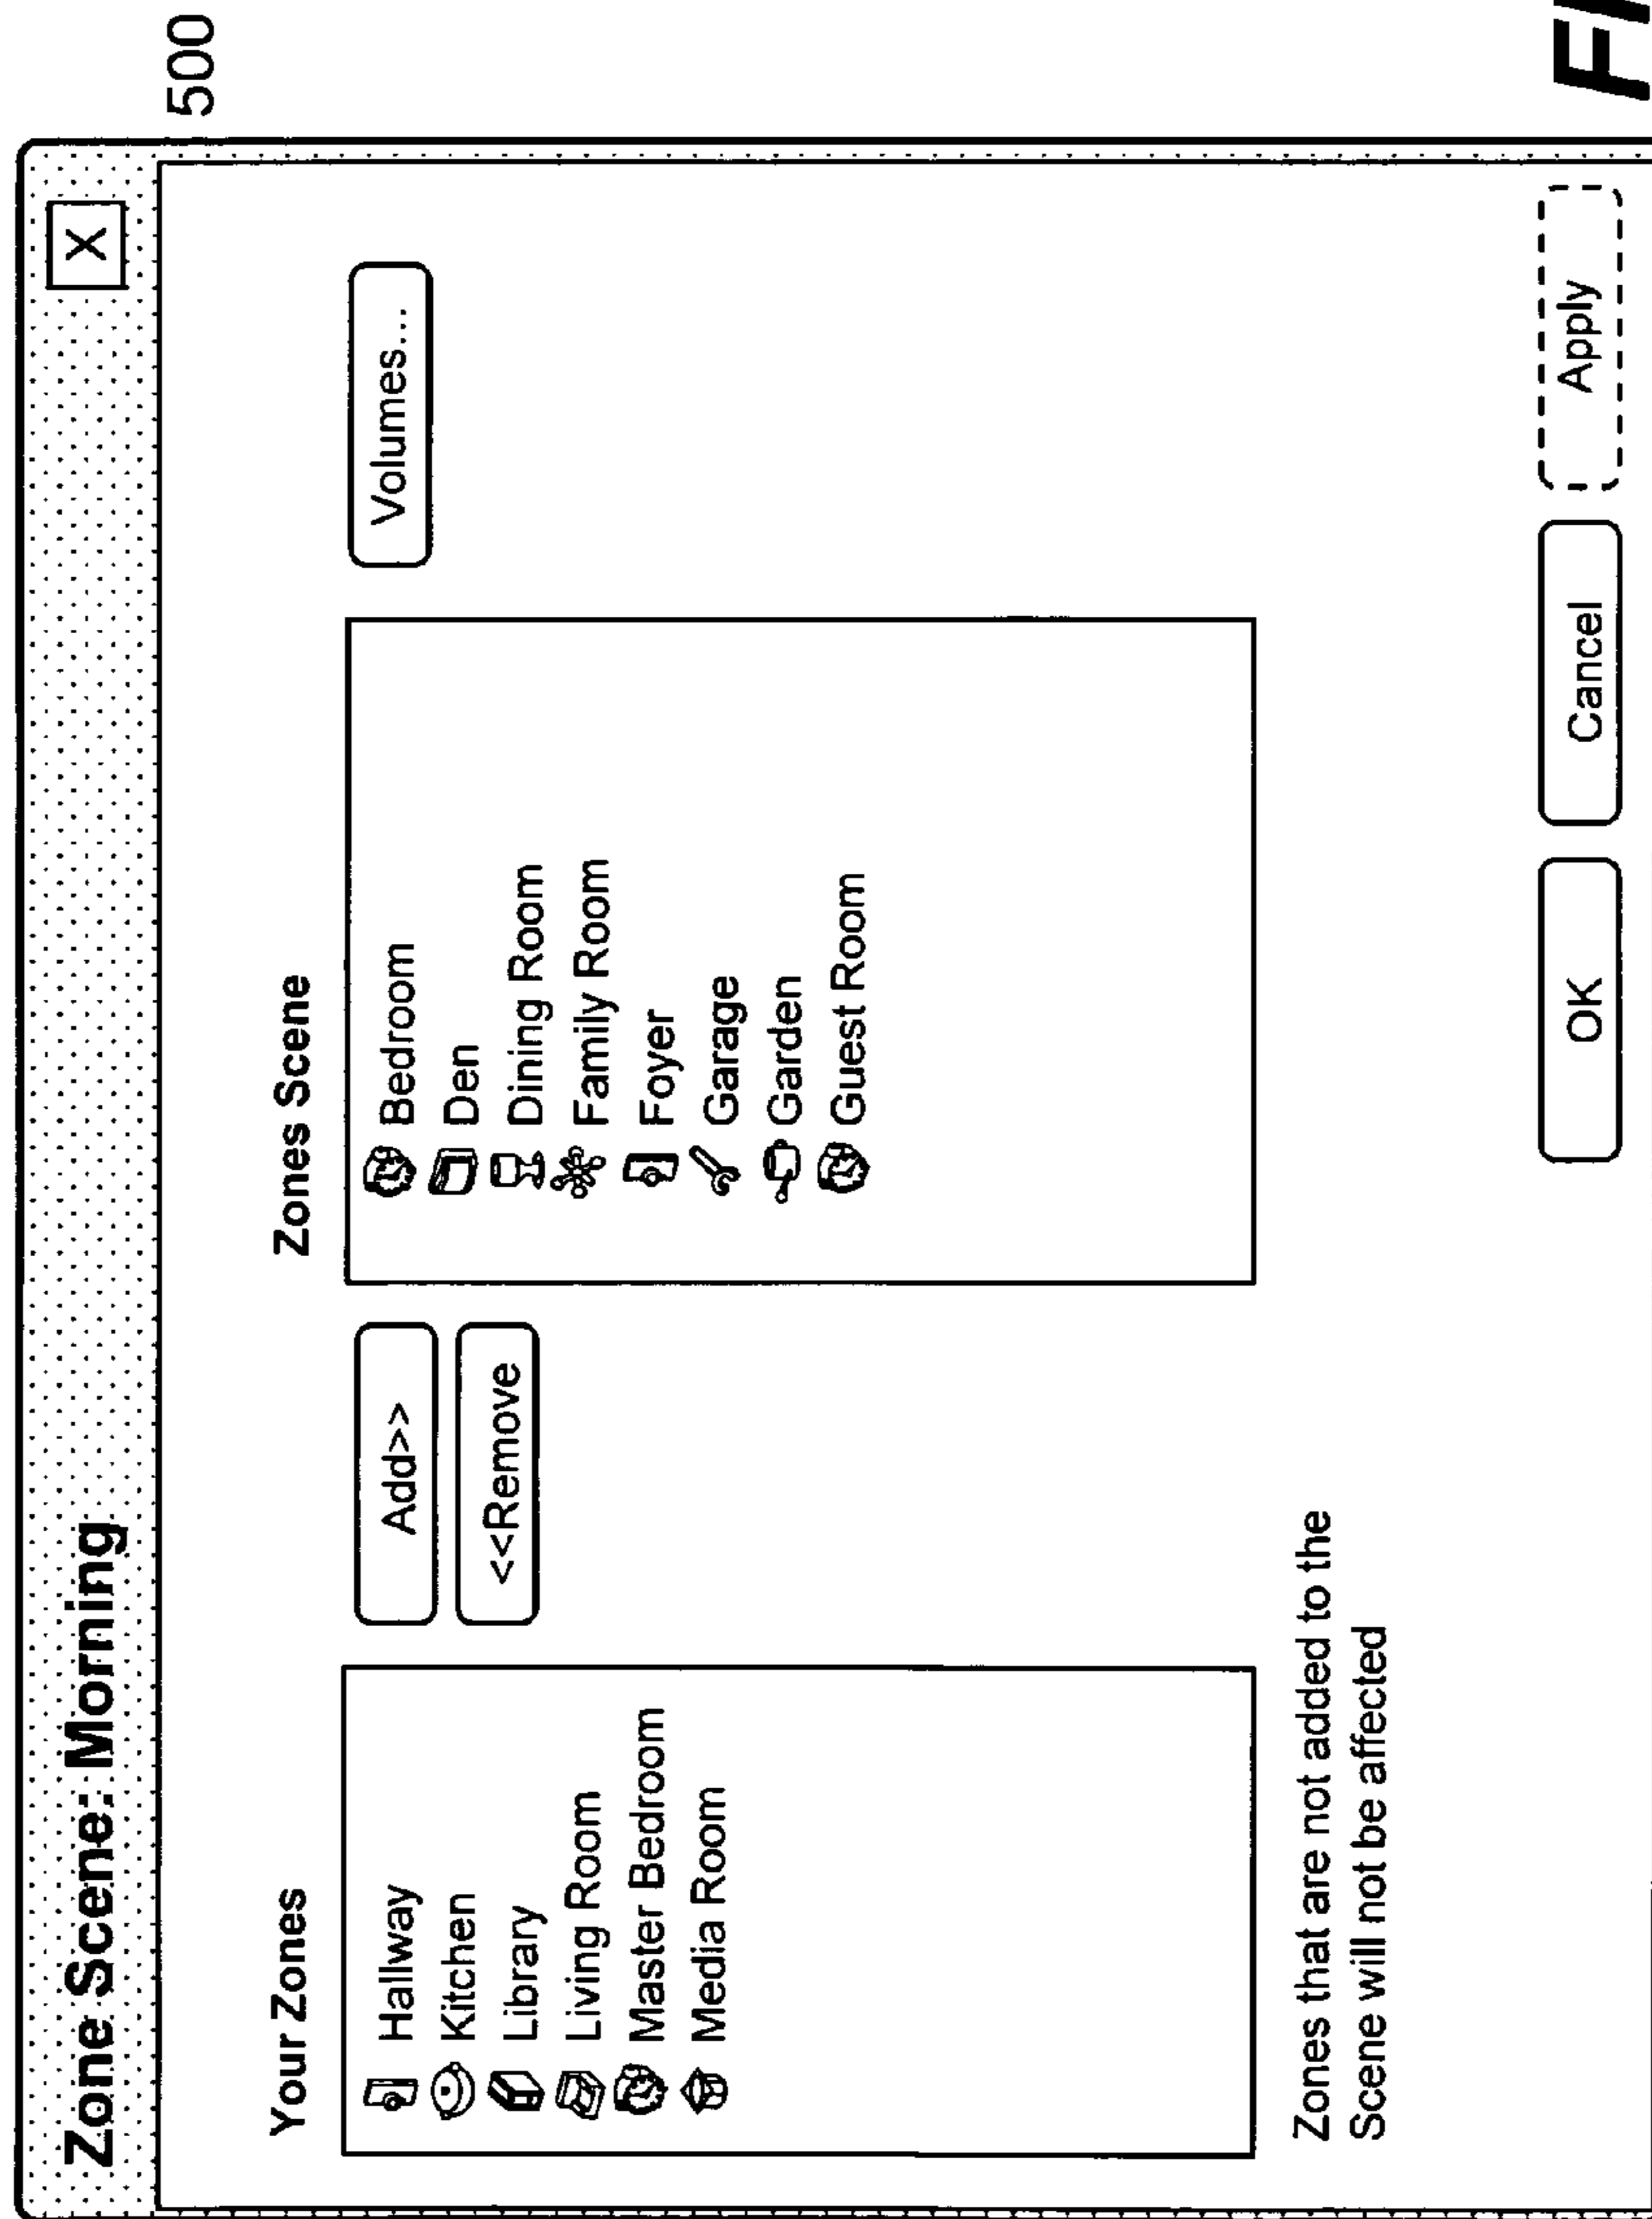 500
Zone Scene: Morning
X
Your Zones
Hallway
Kitchen
Library
Living Room
Master Bedroom
Media Room
Add>>
<<Remove
Zones Scene
Bedroom
Den
Dining Room
Family Room
Foyer
Garage
Garden
Guest Room
Volumes...
Zones that are not added to the
Scene will not be affected
OK
Cancel
Apply